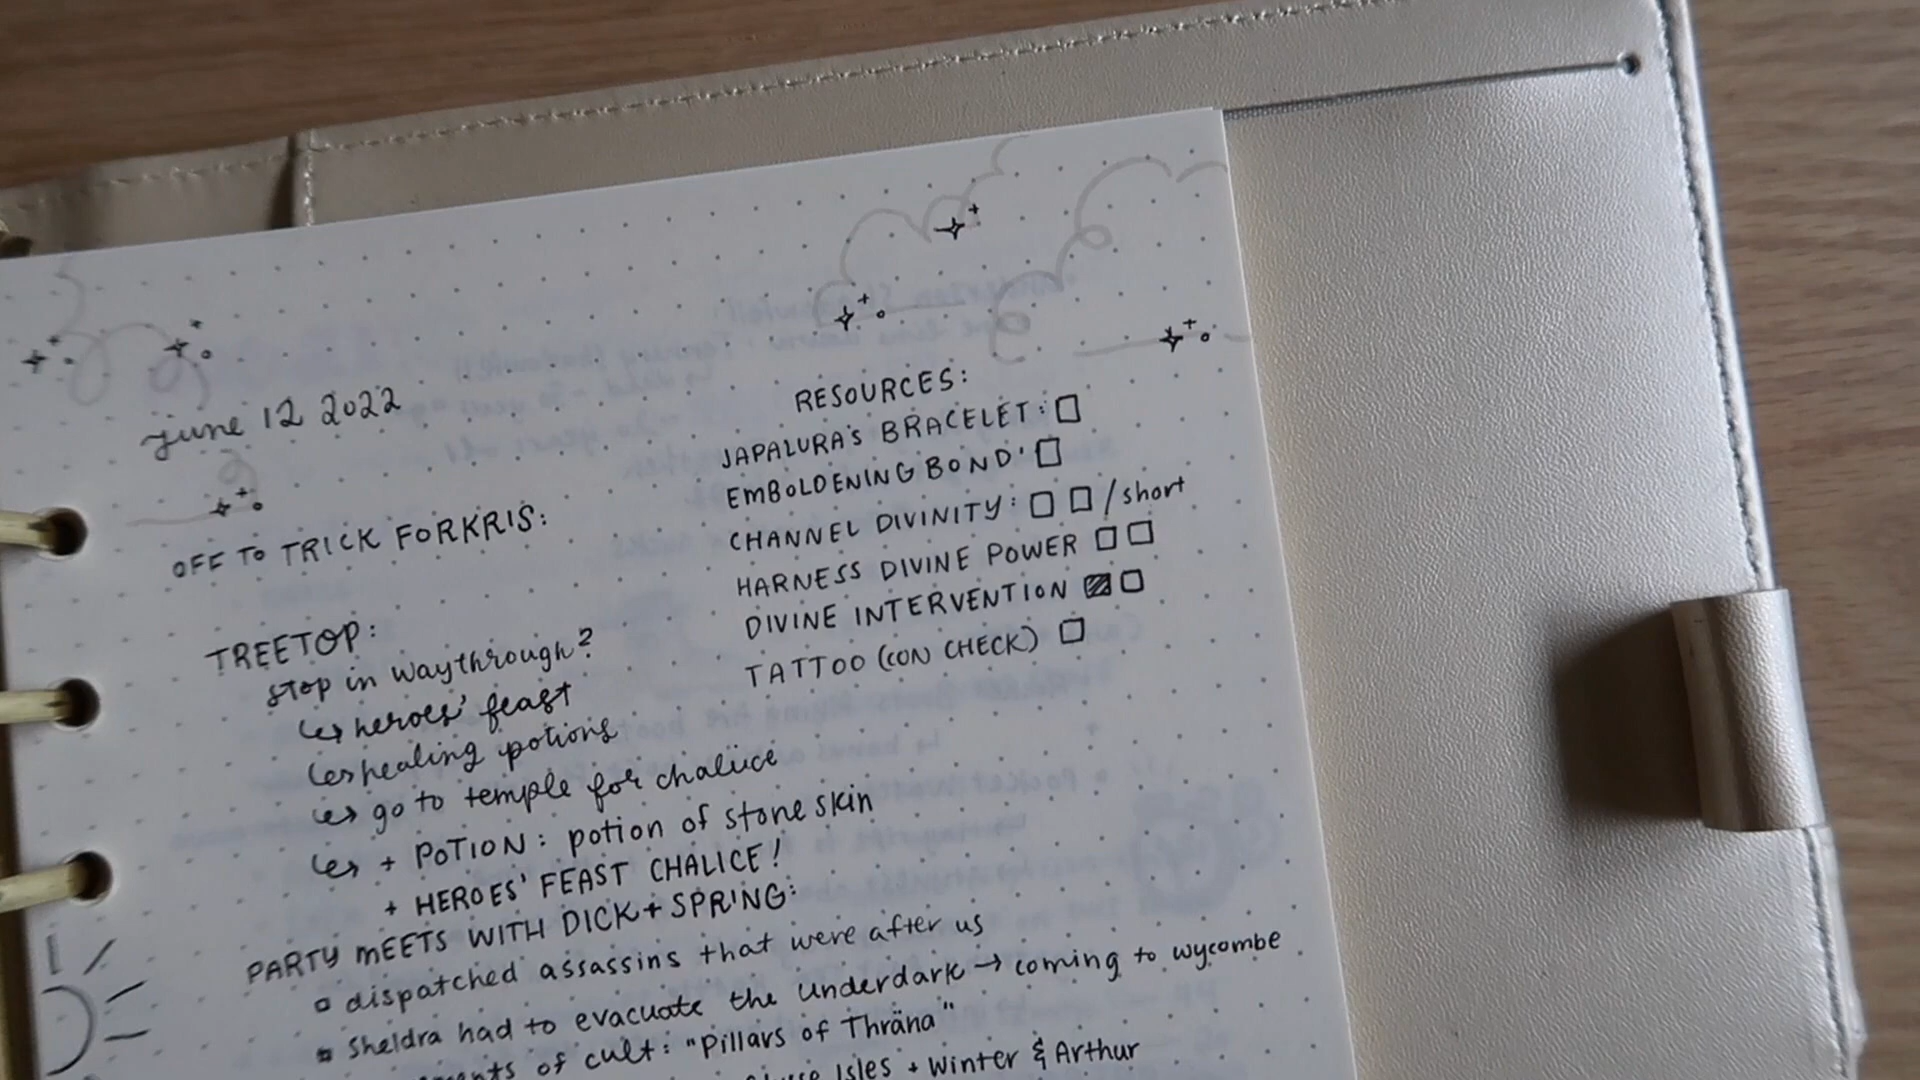 june 12 2022
OFF TO TRICK FORKRIS:
TREETOP:
stop in waythrough?
↳ heroes' feast
↳ healing potions
↳ go to temple for chalice
↳ + POTION: potion of stone skin
+ HEROES' FEAST CHALICE!
PARTY MEETS WITH DICK + SPRING:
dispatched assassins that were after us
Sheldra had to evacuate the underdark → coming to wycombe
of cult: "Pillars of Thräna"
Isles + Winter & Arthur
RESOURCES:
JAPALURA'S BRACELET: □
EMBOLDENING BOND: □
CHANNEL DIVINITY: □ □ / short
HARNESS DIVINE POWER □ □
DIVINE INTERVENTION ▨ □
TATTOO (CON CHECK) □